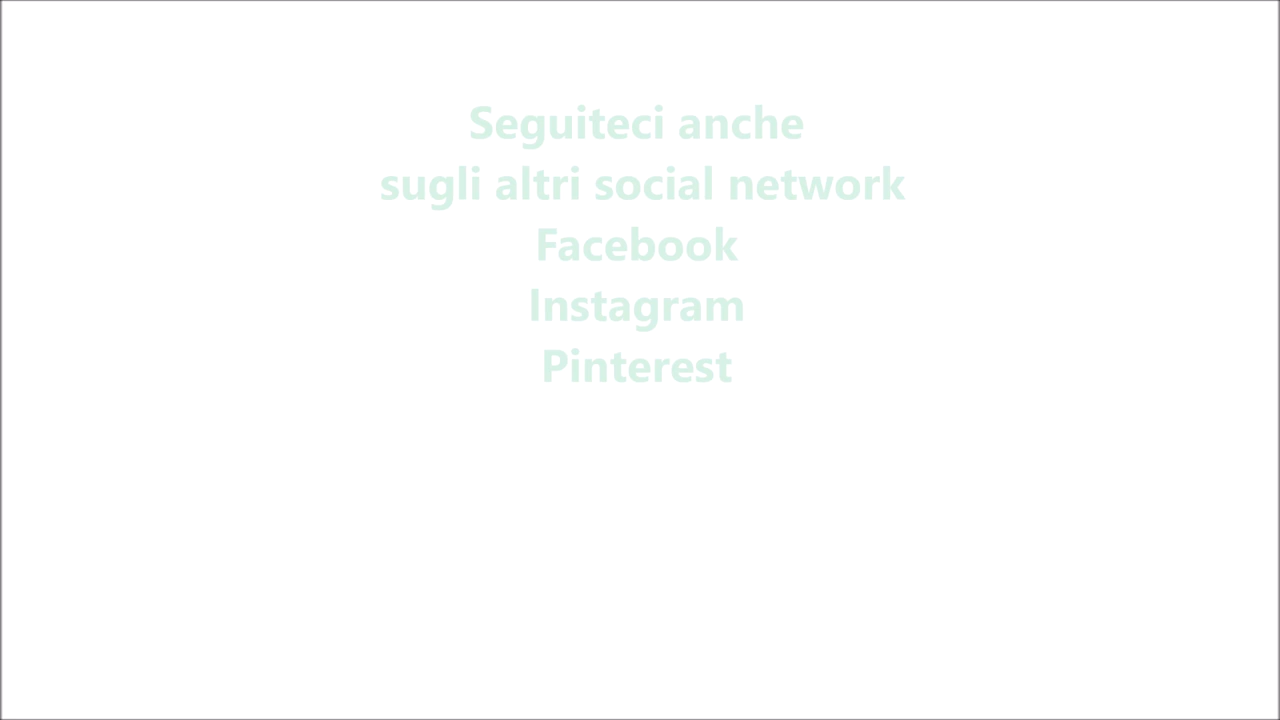 Seguiteci anche
sugli altri social network
Facebook
Instagram
Pinterest